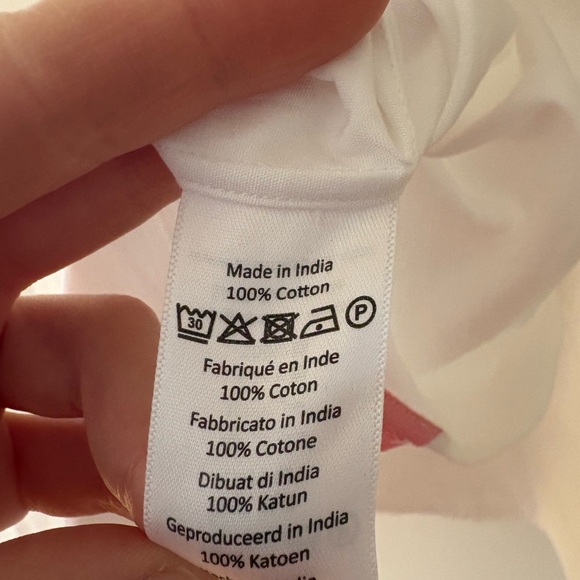 Made in India
100% Cotton
30 P
Fabriqué en Inde
100% Coton
Fabbricato in India
100% Cotone
Dibuat di India
100% Katun
Geproduceerd in India
100% Katoen